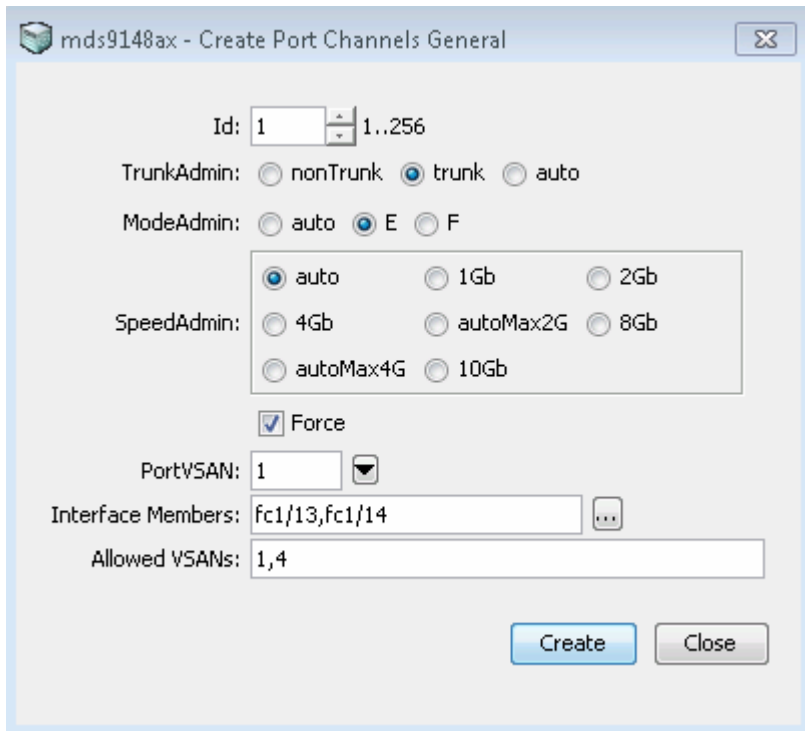 mds9148ax - Create Port Channels General
Id: 1 1..256
TrunkAdmin: nonTrunk trunk auto
ModeAdmin: auto E F
auto 1Gb 2Gb
SpeedAdmin: 4Gb autoMax2G 8Gb
autoMax4G 10Gb
Force
PortVSAN: 1
Interface Members: fc1/13,fc1/14 ...
Allowed VSANs: 1,4
Create Close